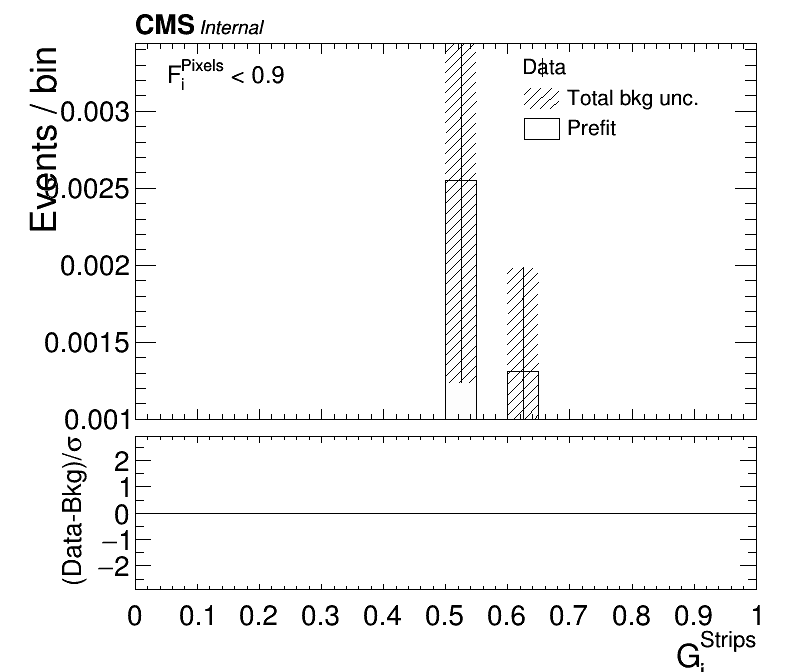 CMS Internal
F_i^Pixels < 0.9
Data
Total bkg unc.
Prefit
Events / bin
0.003
0.0025
0.002
0.0015
0.001
(Data-Bkg)/σ
2
1
0
−1
−2
0 0.1 0.2 0.3 0.4 0.5 0.6 0.7 0.8 0.9 1
G_i^Strips